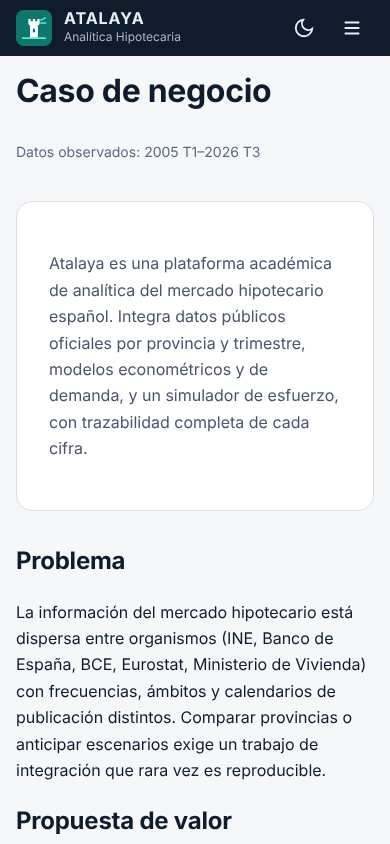 ATALAYA
Analítica Hipotecaria
Caso de negocio
Datos observados: 2005 T1–2026 T3
Atalaya es una plataforma académica
de analítica del mercado hipotecario
español. Integra datos públicos
oficiales por provincia y trimestre,
modelos econométricos y de
demanda, y un simulador de esfuerzo,
con trazabilidad completa de cada
cifra.
Problema
La información del mercado hipotecario está
dispersa entre organismos (INE, Banco de
España, BCE, Eurostat, Ministerio de Vivienda)
con frecuencias, ámbitos y calendarios de
publicación distintos. Comparar provincias o
anticipar escenarios exige un trabajo de
integración que rara vez es reproducible.
Propuesta de valor